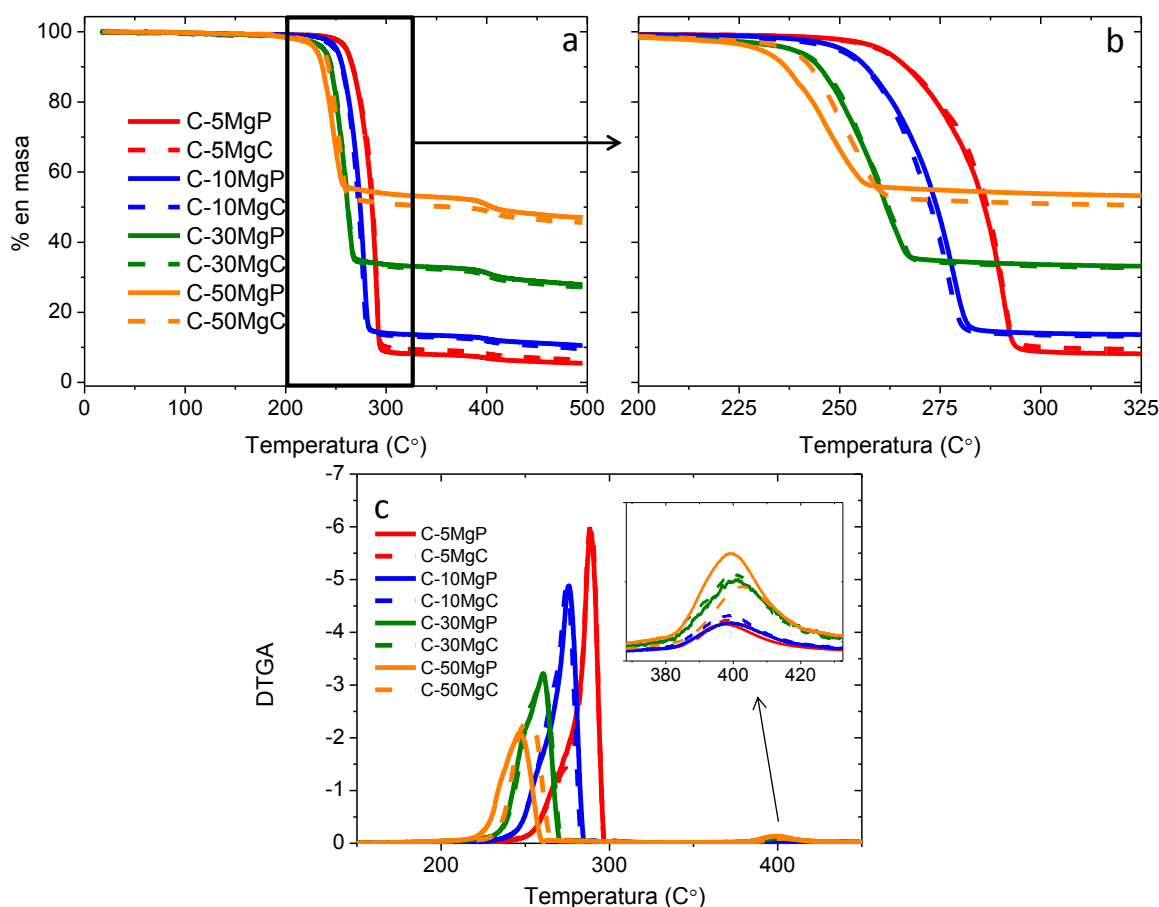 100
80
60
40
20
0
% en masa
a
C-5MgP
C-5MgC
C-10MgP
C-10MgC
C-30MgP
C-30MgC
C-50MgP
C-50MgC
0 100 200 300 400 500
Temperatura (C°)
b
200 225 250 275 300 325
Temperatura (C°)
-7
-6
-5
-4
-3
-2
-1
0
DTGA
c
C-5MgP
C-5MgC
C-10MgP
C-10MgC
C-30MgP
C-30MgC
C-50MgP
C-50MgC
380 400 420
200 300 400
Temperatura (C°)